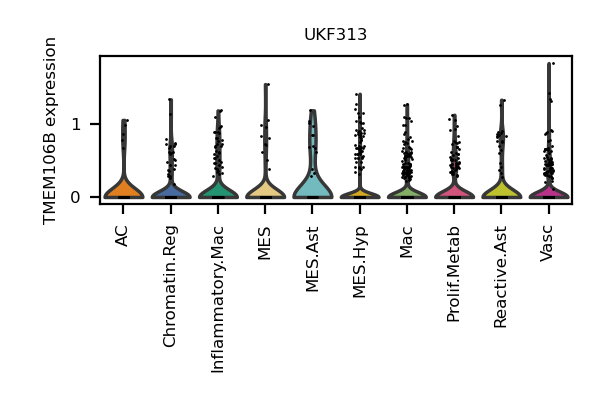 UKF313
TMEM106B expression
1
0
AC
Chromatin.Reg
Inflammatory.Mac
MES
MES.Ast
MES.Hyp
Mac
Prolif.Metab
Reactive.Ast
Vasc